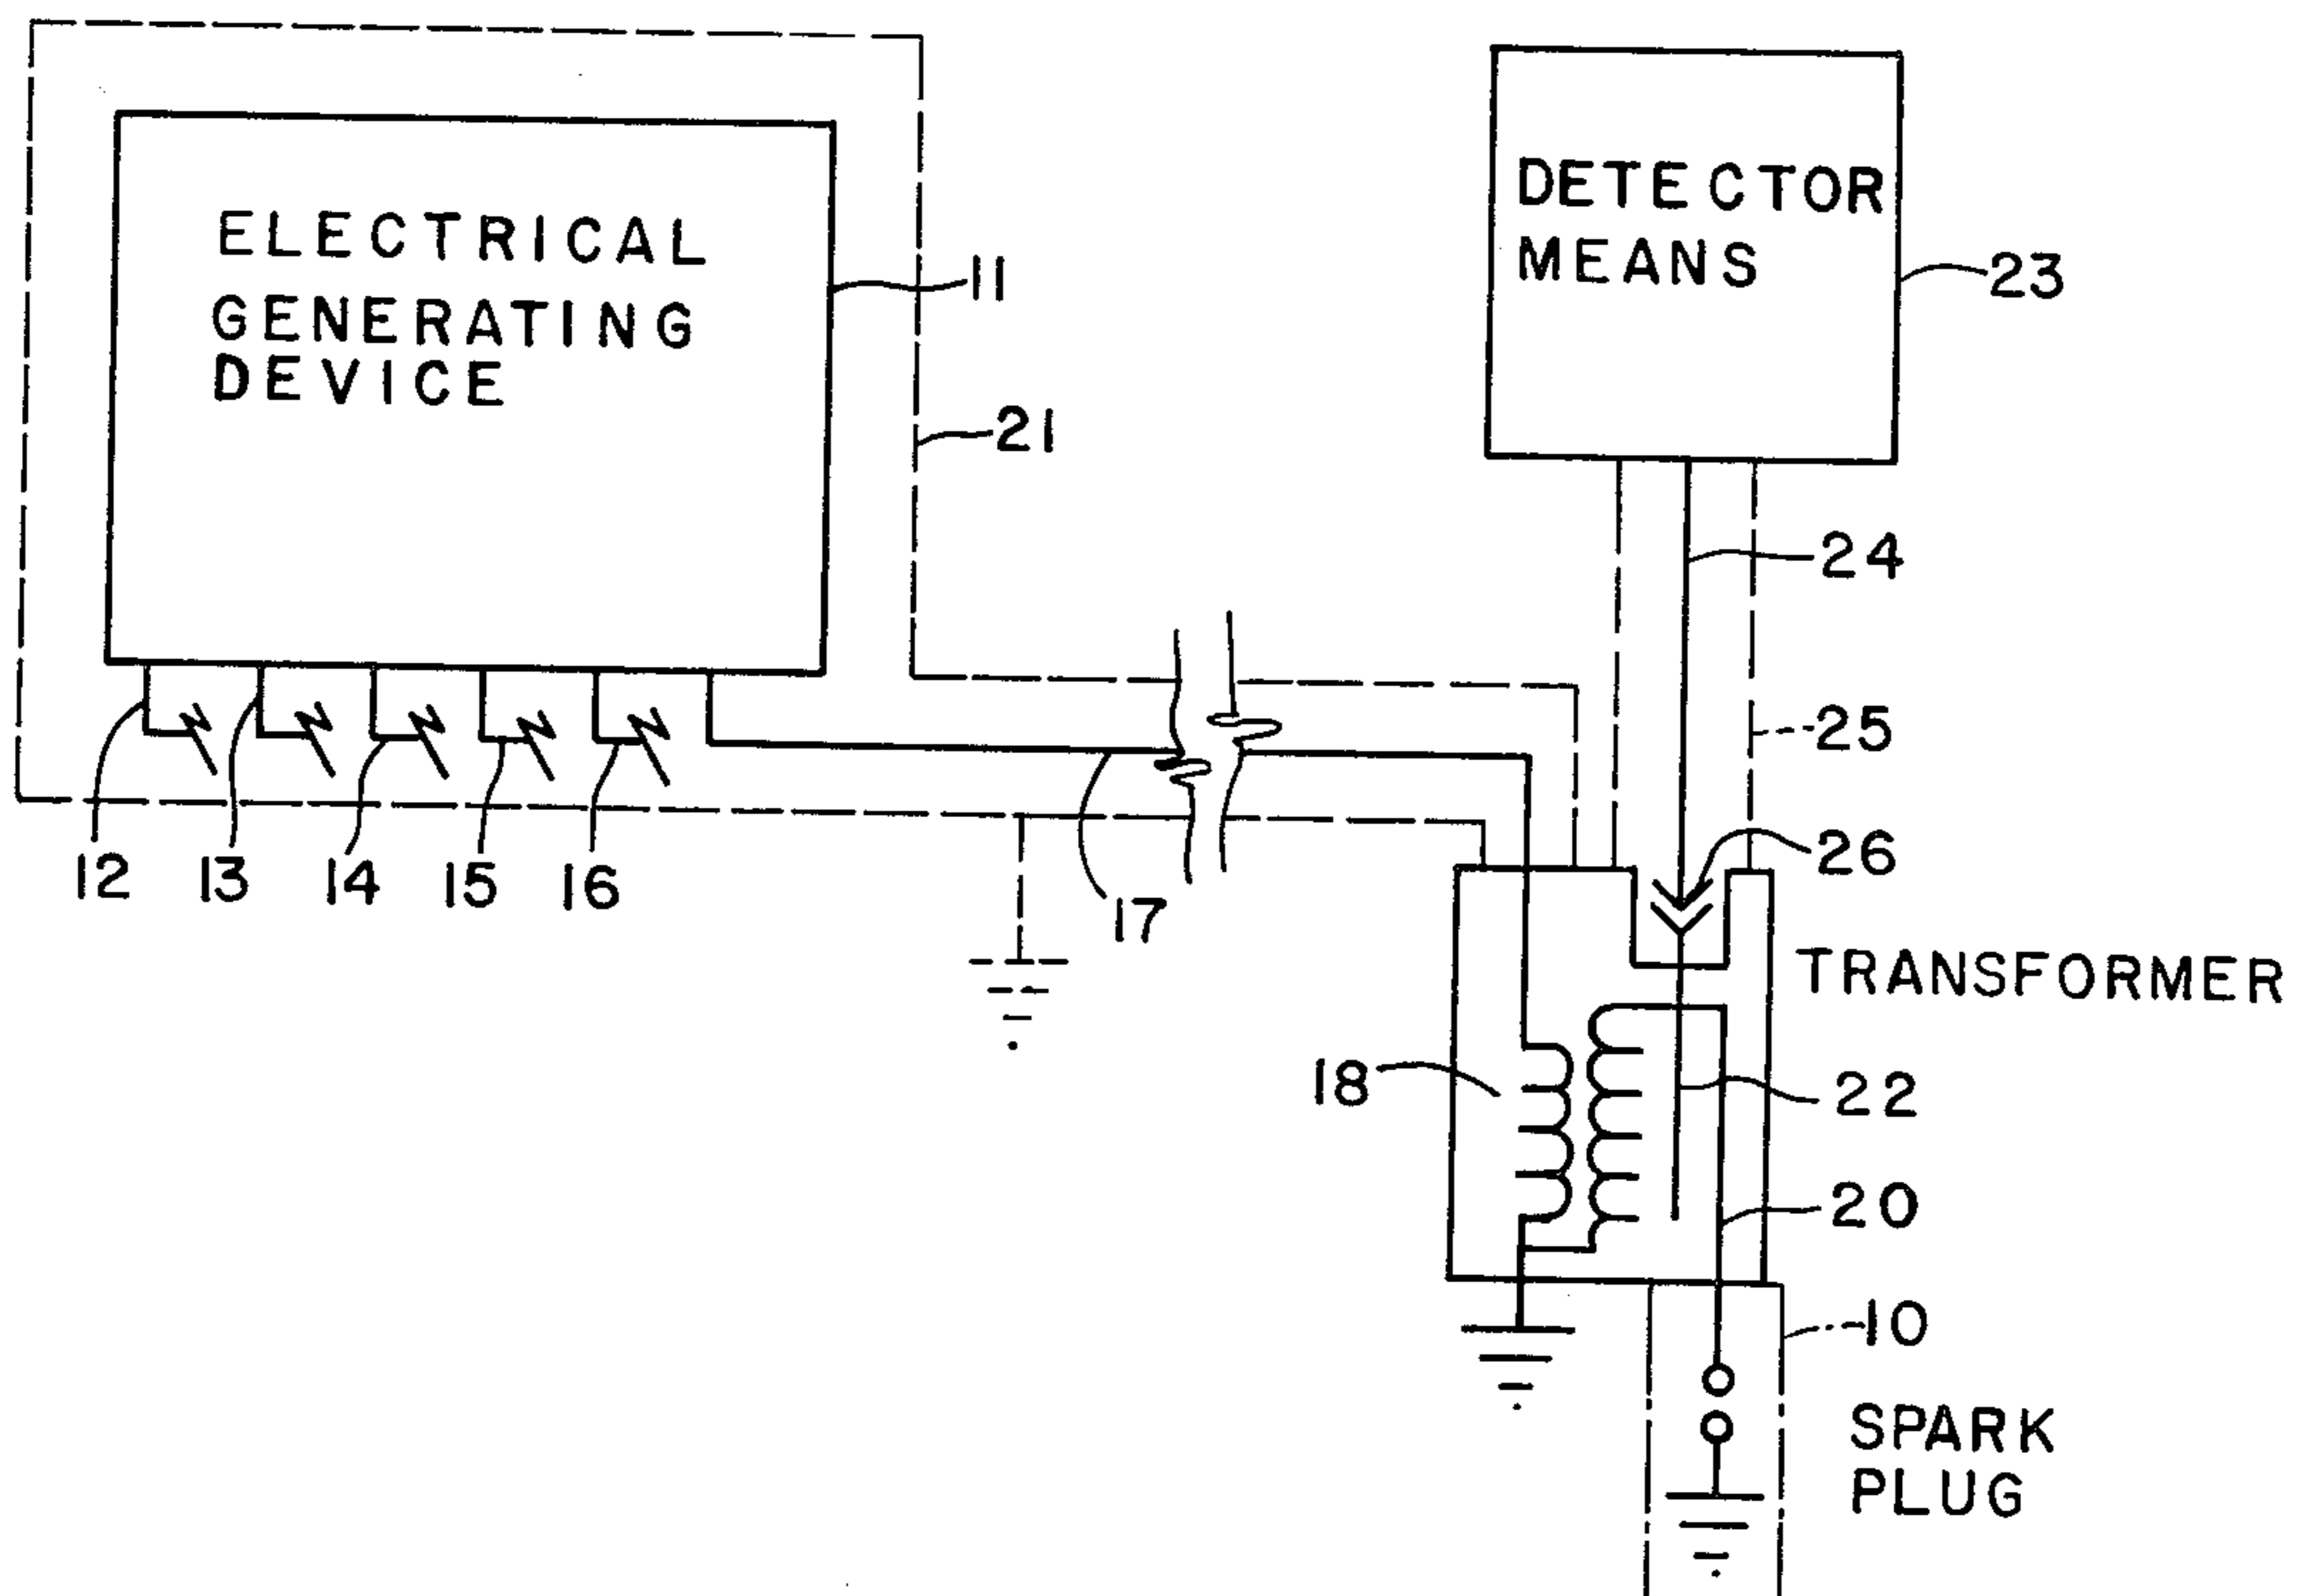 ELECTRICAL
GENERATING
DEVICE
11
21
DETECTOR
MEANS
23
24
25
26
12
13
14
15
16
17
TRANSFORMER
18
22
20
10
SPARK
PLUG